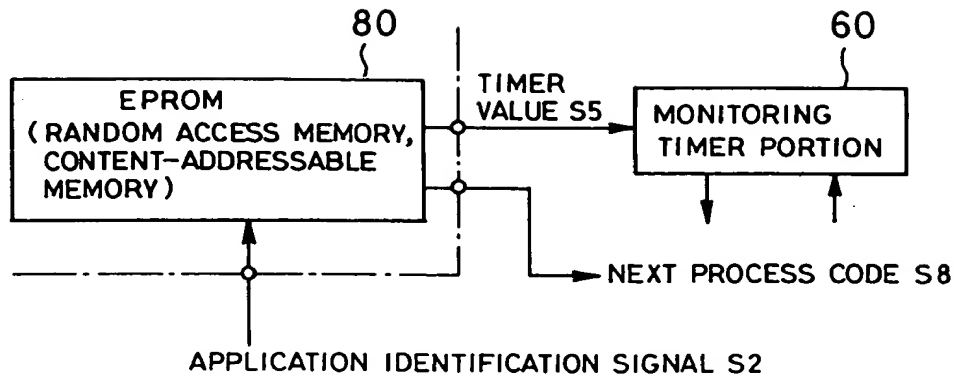 80
60
EPROM
(RANDOM ACCESS MEMORY,
CONTENT-ADDRESSABLE
MEMORY)
TIMER
VALUE S5
MONITORING
TIMER PORTION
NEXT PROCESS CODE S8
APPLICATION IDENTIFICATION SIGNAL S2